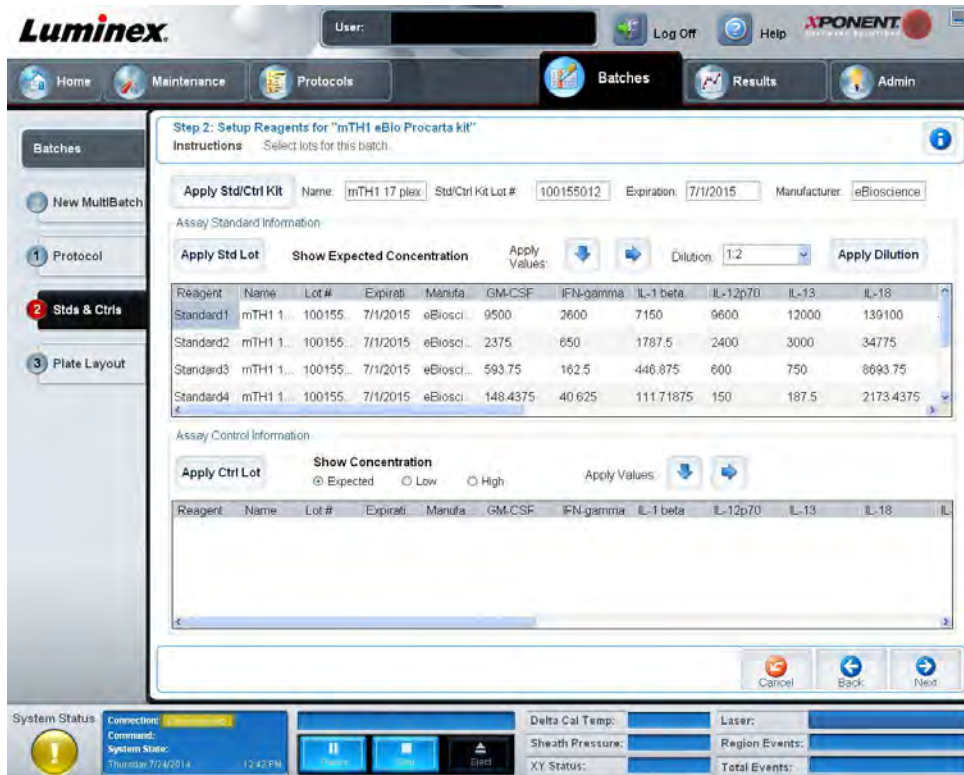 Luminex.
User:
Log Off
Help
XPONENT.
Home
Maintenance
Protocols
Batches
Results
Admin
Batches
New MultiBatch
1 Protocol
2 Stds & Ctrls
3 Plate Layout
Step 2: Setup Reagents for "mTH1 eBio Procarta kit"
Instructions Select lots for this batch.
Apply Std/Ctrl Kit Name: mTH1 17 plex Std/Ctrl Kit Lot #: 100155012 Expiration: 7/1/2015 Manufacturer: eBioscience
Assay Standard Information
Apply Std Lot Show Expected Concentration Apply Values: Dilution: 1:2 Apply Dilution
Reagent Name Lot # Expirati Manufa GM-CSF IFN-gamma IL-1 beta IL-12p70 IL-13 IL-18
Standard1 mTH1 1... 100155... 7/1/2015 eBiosci... 9500 2600 7150 9600 12000 139100
Standard2 mTH1 1... 100155... 7/1/2015 eBiosci... 2375 650 1787.5 2400 3000 34775
Standard3 mTH1 1... 100155... 7/1/2015 eBiosci... 593.75 162.5 446.875 600 750 8693.75
Standard4 mTH1 1... 100155... 7/1/2015 eBiosci... 148.4375 40.625 111.71875 150 187.5 2173.4375
Assay Control Information
Apply Ctrl Lot Show Concentration Expected Low High Apply Values:
Reagent Name Lot # Expirati Manufa GM-CSF IFN-gamma IL-1 beta IL-12p70 IL-13 IL-18 IL-
Cancel
Back
Next
System Status
Connection:
Command:
System State:
Thursday 7/24/2014 12:42 PM
Eject
Delta Cal Temp:
Sheath Pressure:
XY Status:
Laser:
Region Events:
Total Events: